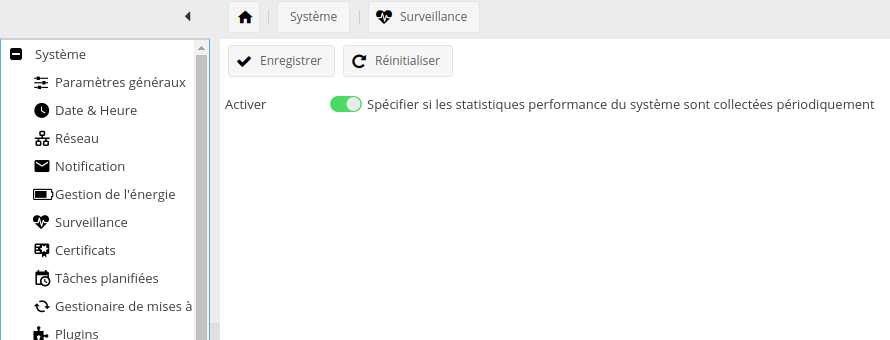 Système
Surveillance
Enregistrer
Réinitialiser
Activer
Spécifier si les statistiques performance du système sont collectées périodiquement
Système
Paramètres généraux
Date & Heure
Réseau
Notification
Gestion de l'énergie
Surveillance
Certificats
Tâches planifiées
Gestionaire de mises à
Plugins